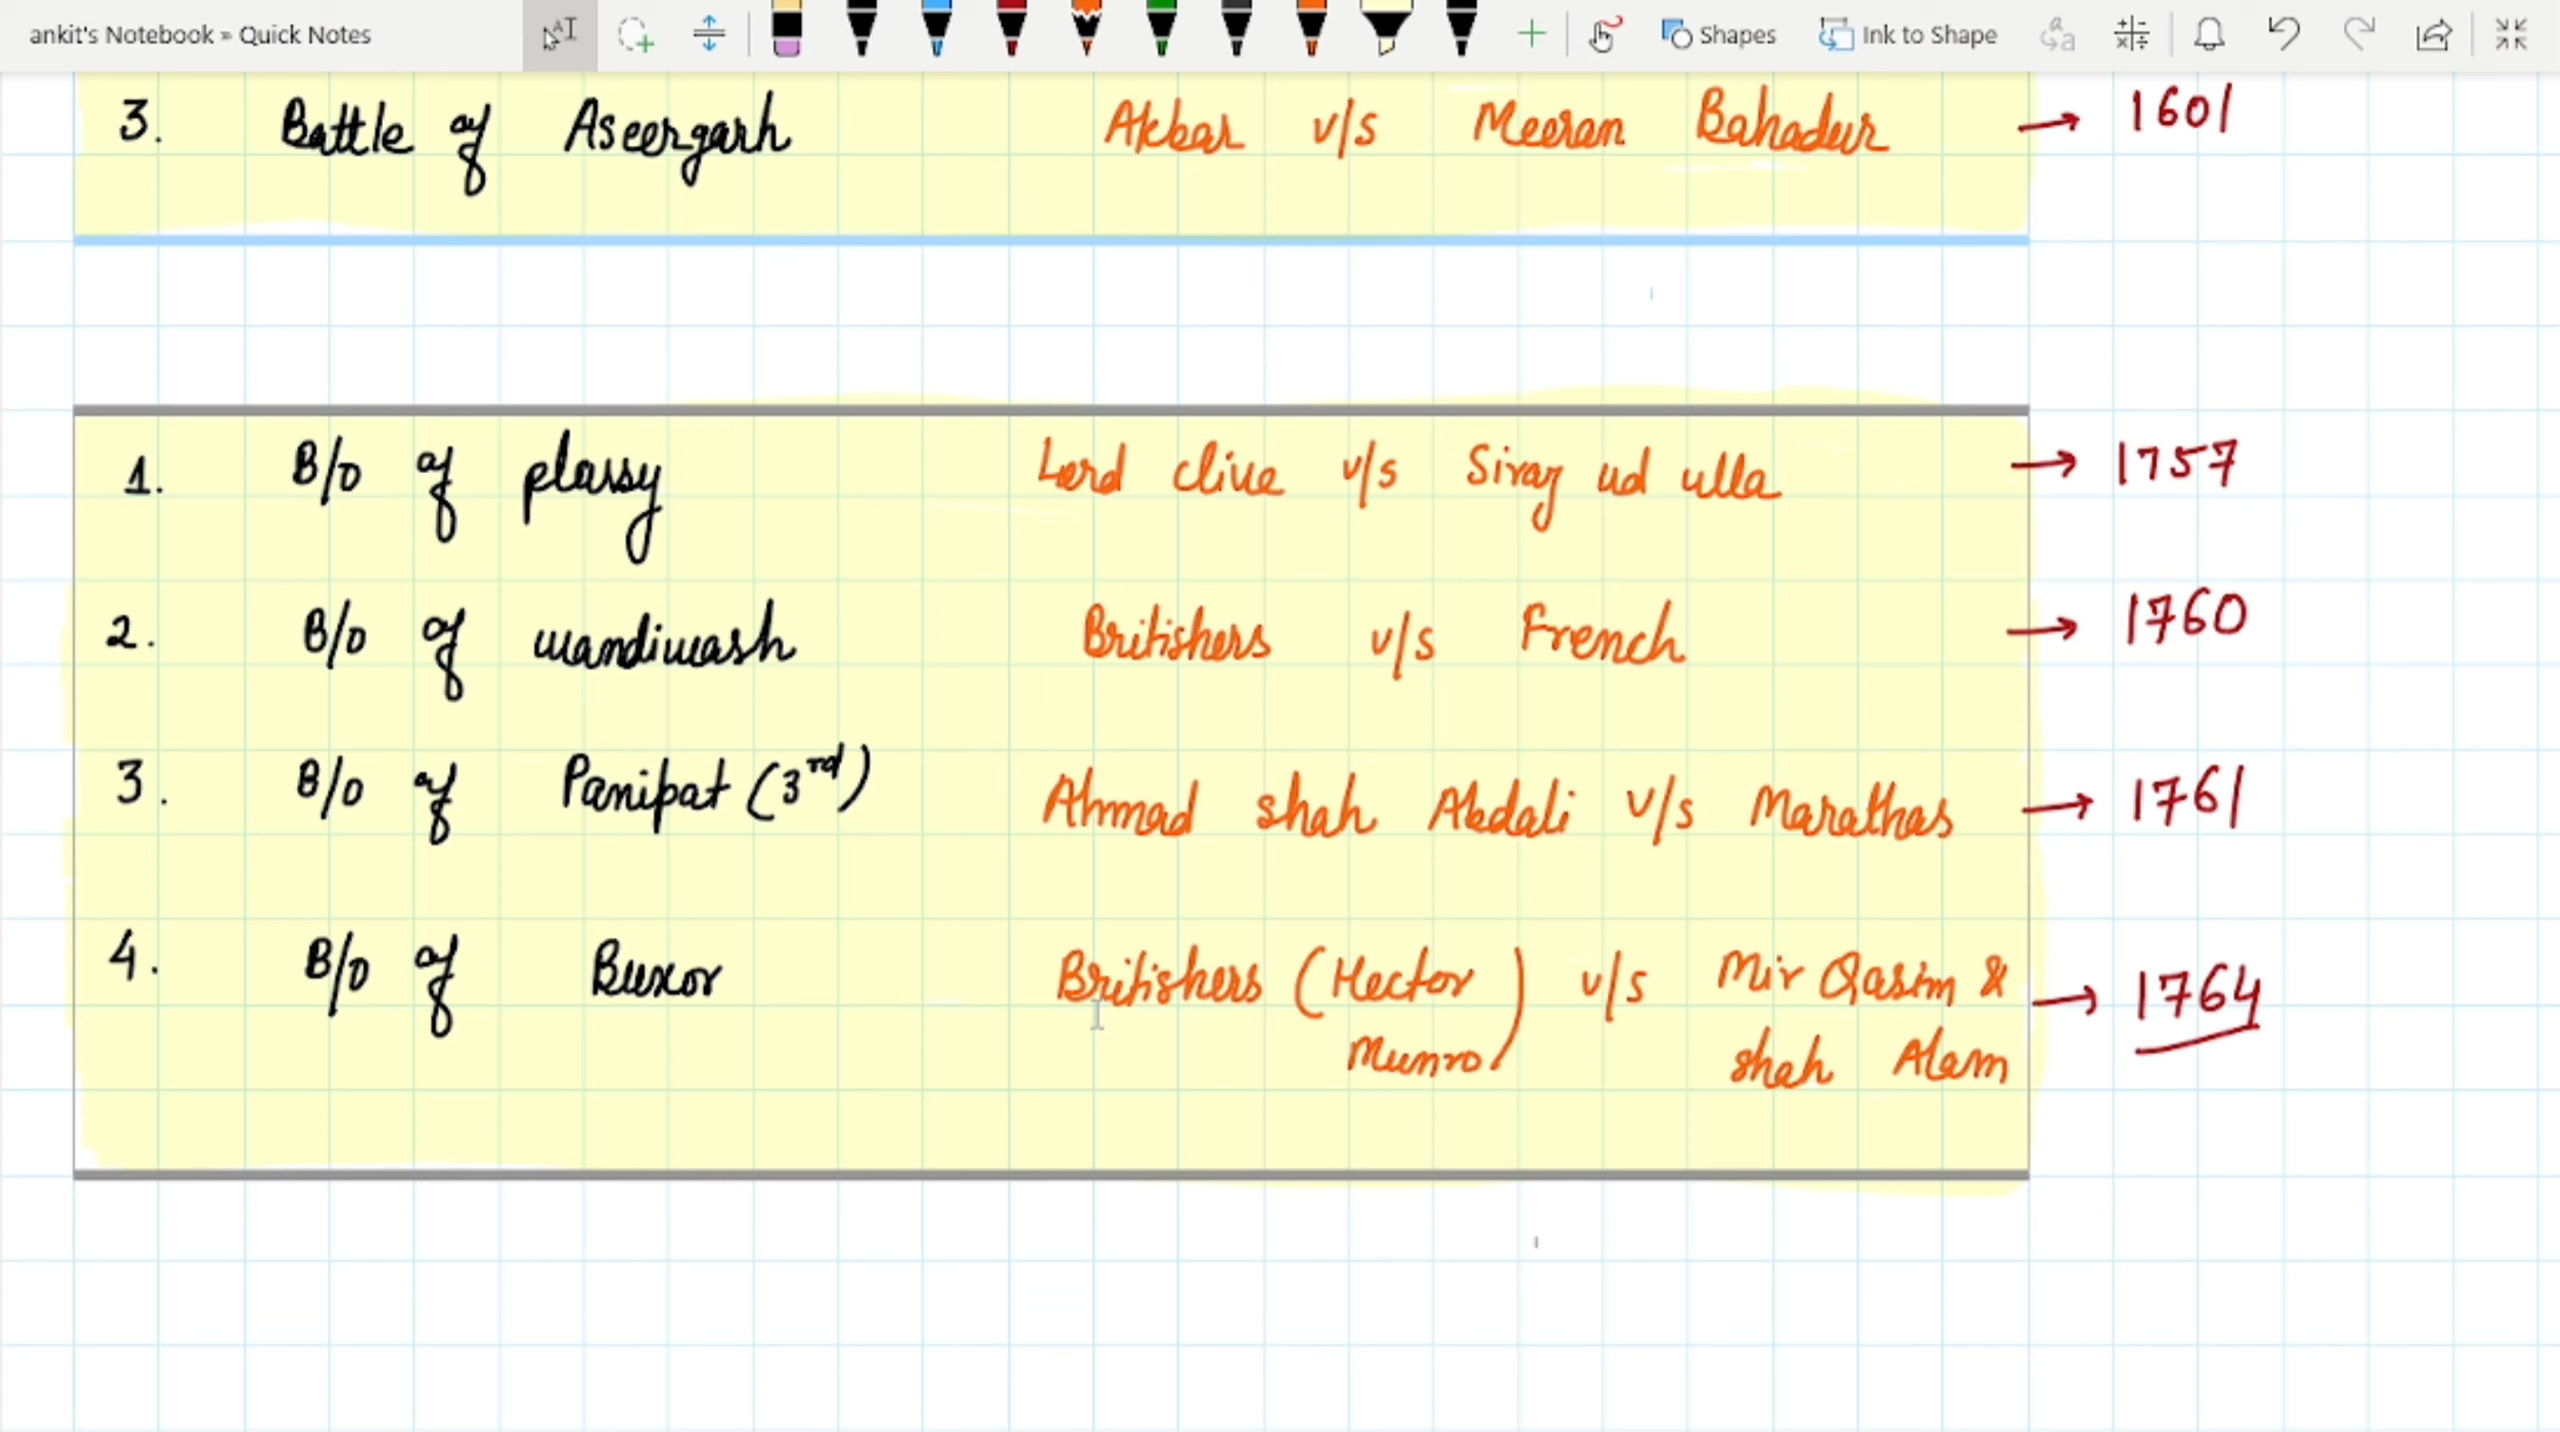 ankit's Notebook » Quick Notes Shapes Ink to Shape
3. Battle of Aseergarh Akbar v/s Meeran Bahadur → 1601
1. B/o of plassy Lord clive v/s Siraz ud ulla → 1757
2. B/o of wandiwash Britishers v/s French → 1760
3. B/o of Panipat (3rd) Ahmad shah Abdali v/s Marathas → 1761
4. B/o of Buxor Britishers (Hector Munro) v/s Mir Qasim & shah Alam → 1764